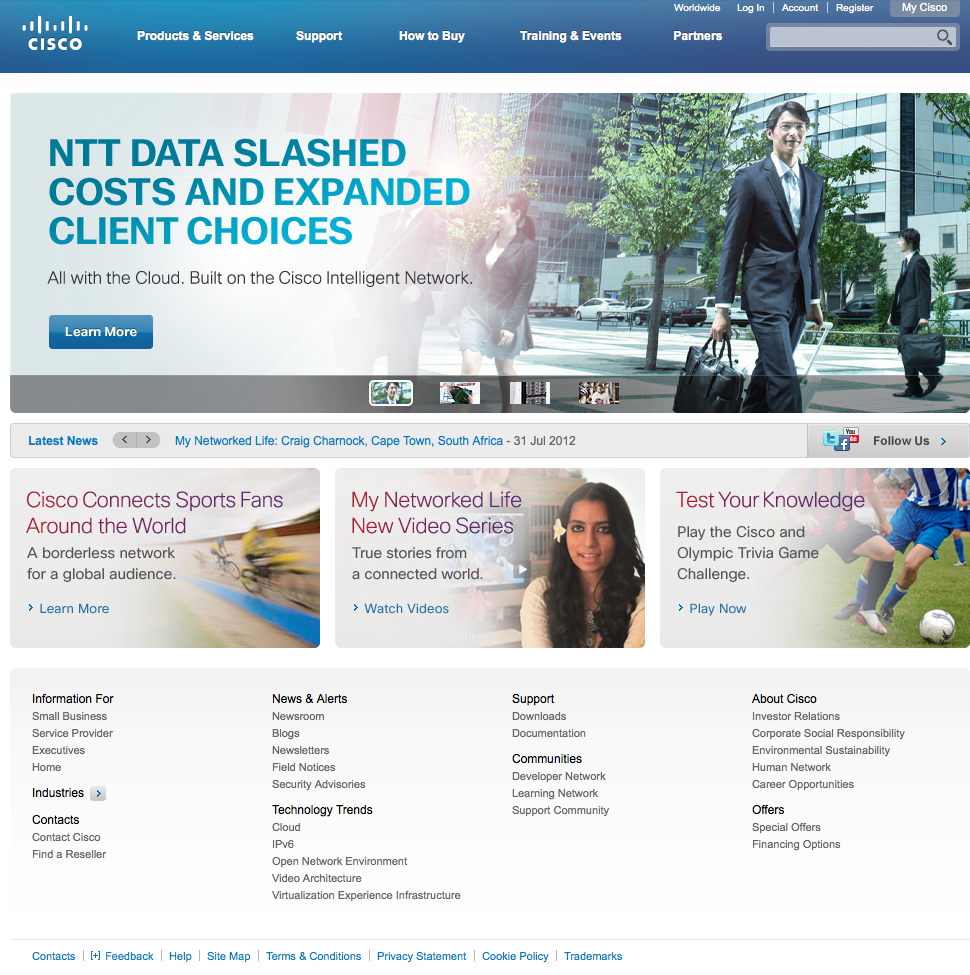 Worldwide Log In Account Register My Cisco
CISCO
Products & Services Support How to Buy Training & Events Partners
NTT DATA SLASHED
COSTS AND EXPANDED
CLIENT CHOICES
All with the Cloud. Built on the Cisco Intelligent Network.
Learn More
Latest News < > My Networked Life: Craig Charnock, Cape Town, South Africa - 31 Jul 2012
You
t f
Follow Us >
Cisco Connects Sports Fans
Around the World
A borderless network
for a global audience.
> Learn More
My Networked Life
New Video Series
True stories from
a connected world.
> Watch Videos
Test Your Knowledge
Play the Cisco and
Olympic Trivia Game
Challenge.
> Play Now
Information For
Small Business
Service Provider
Executives
Home
Industries >
Contacts
Contact Cisco
Find a Reseller
News & Alerts
Newsroom
Blogs
Newsletters
Field Notices
Security Advisories
Technology Trends
Cloud
IPv6
Open Network Environment
Video Architecture
Virtualization Experience Infrastructure
Support
Downloads
Documentation
Communities
Developer Network
Learning Network
Support Community
About Cisco
Investor Relations
Corporate Social Responsibility
Environmental Sustainability
Human Network
Career Opportunities
Offers
Special Offers
Financing Options
Contacts | [+] Feedback | Help | Site Map | Terms & Conditions | Privacy Statement | Cookie Policy | Trademarks